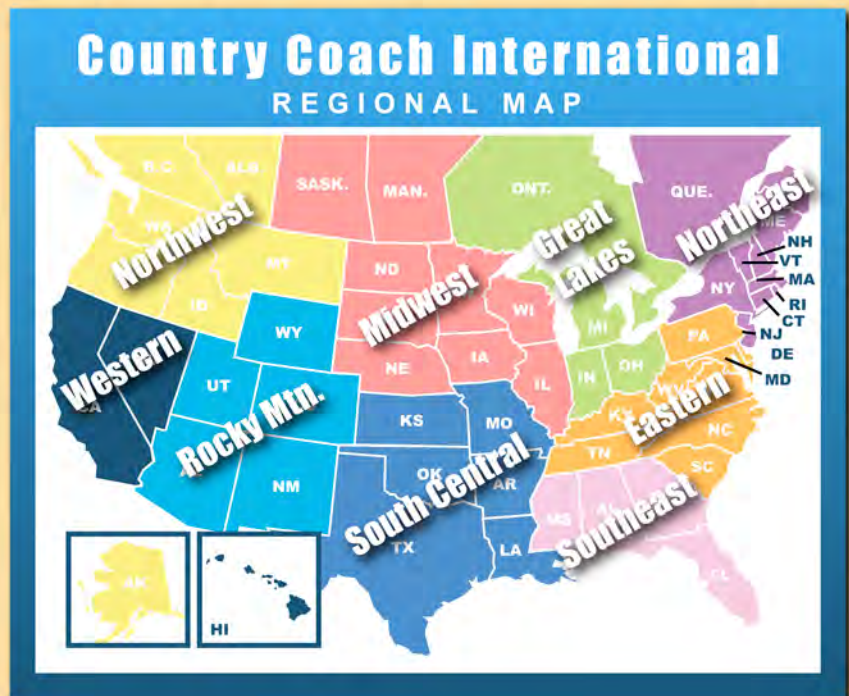 Country Coach International
REGIONAL MAP
B.C.
ALB.
SASK.
MAN.
ONT.
QUE.
Northeast
ME
WA
Northwest
MT
ID
ND
Midwest
WI
Great
Lakes
MI
NY
NH
VT
MA
RI
CT
NJ
DE
MD
PA
WY
NE
IA
IL
IN
OH
Western
CA
UT
Rocky Mtn.
KS
MO
KY
WV
Eastern
NC
TN
SC
NM
OK
South Central
AR
TX
LA
MS
AL
Southeast
FL
AK
HI